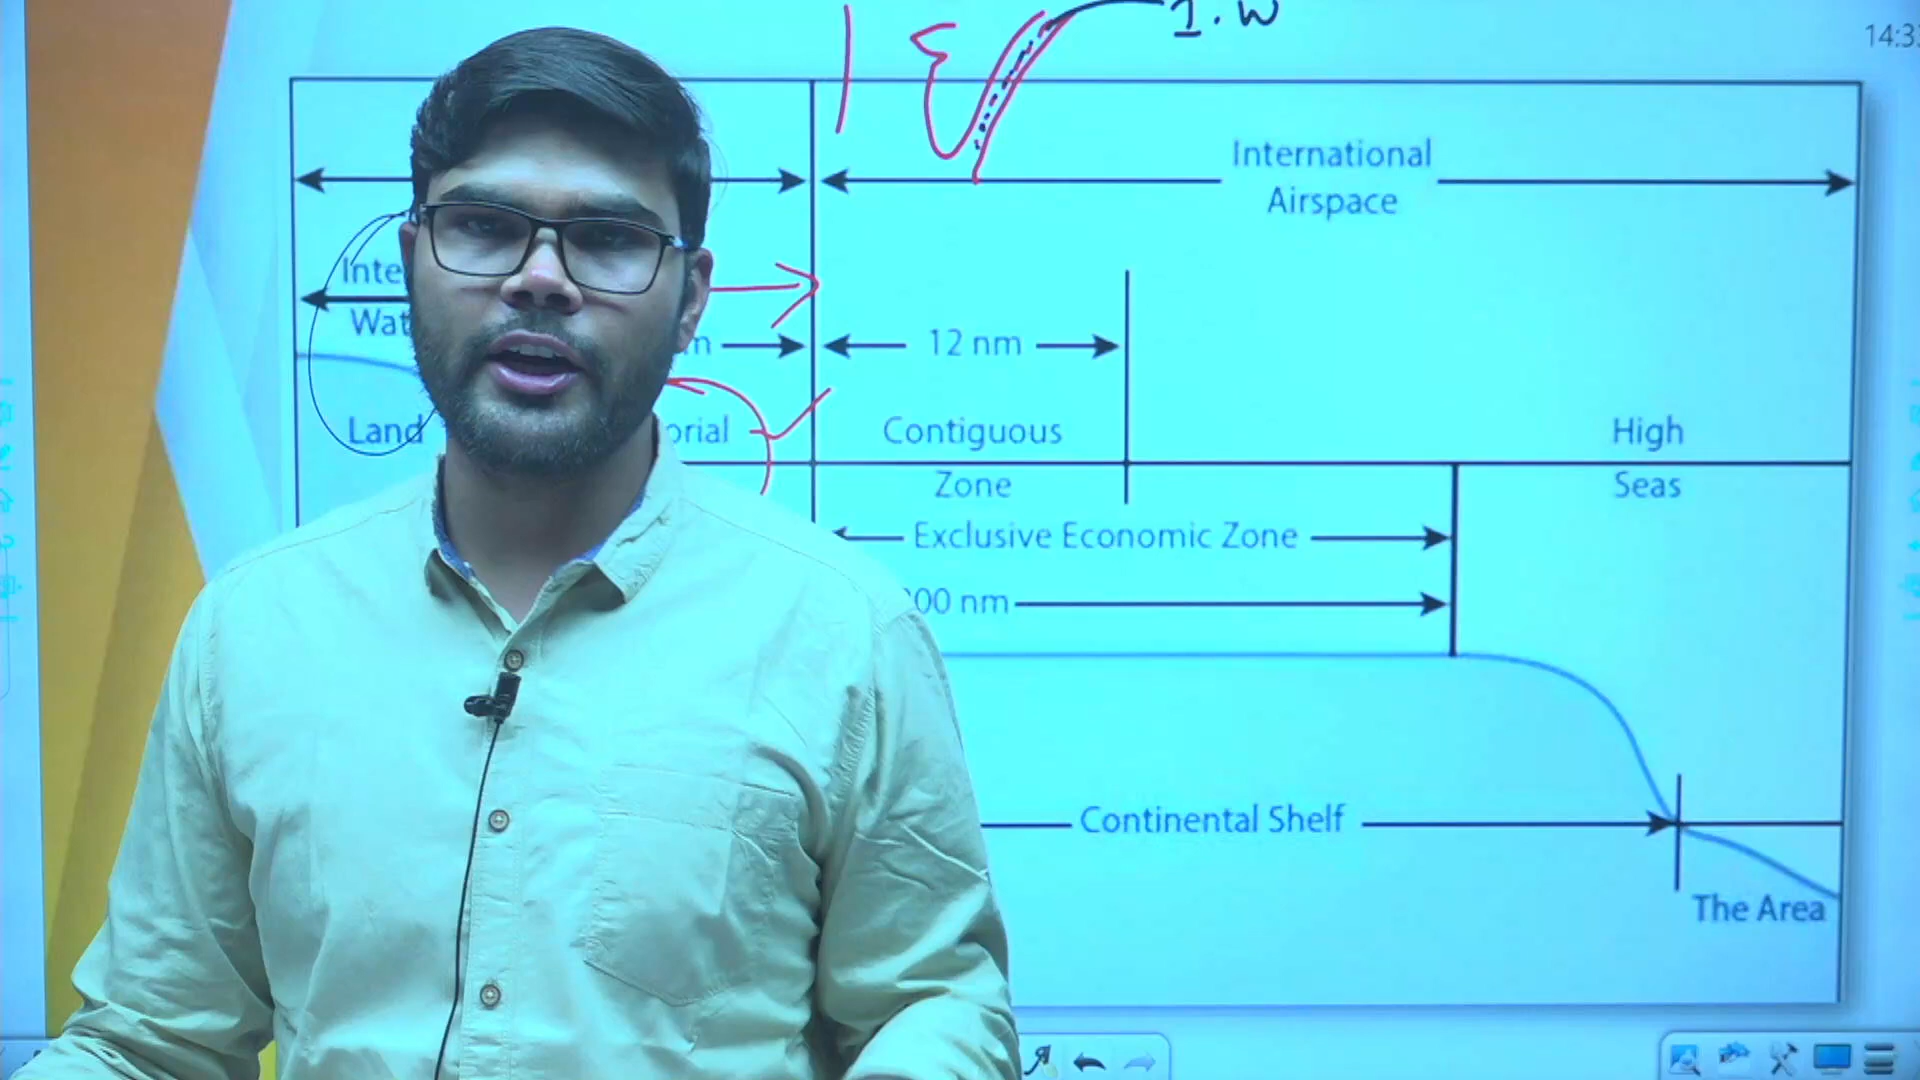 I.W
14:3
International
Airspace
Inte
Wat
m
12 nm
Land
orial
Contiguous
Zone
High
Seas
Exclusive Economic Zone
00 nm
Continental Shelf
The Area